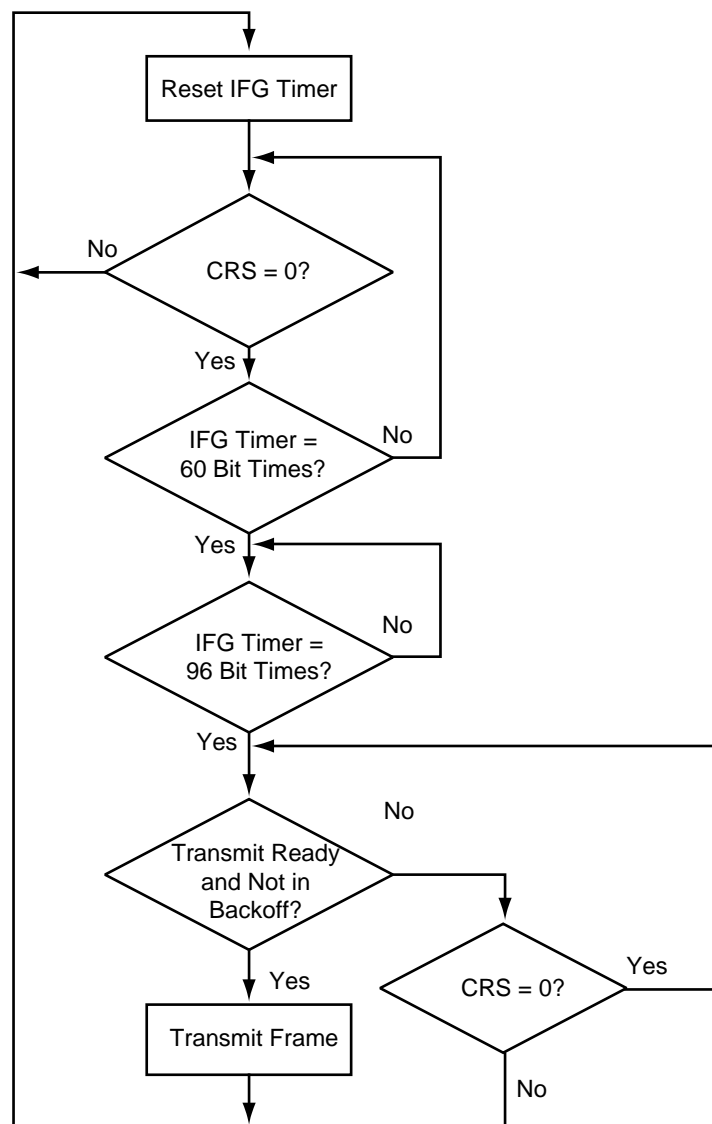 Reset IFG Timer
No
CRS = 0?
Yes
IFG Timer =
60 Bit Times?
No
Yes
No
IFG Timer =
96 Bit Times?
Yes
No
Transmit Ready
and Not in
Backoff?
Yes
CRS = 0?
Yes
Transmit Frame
No